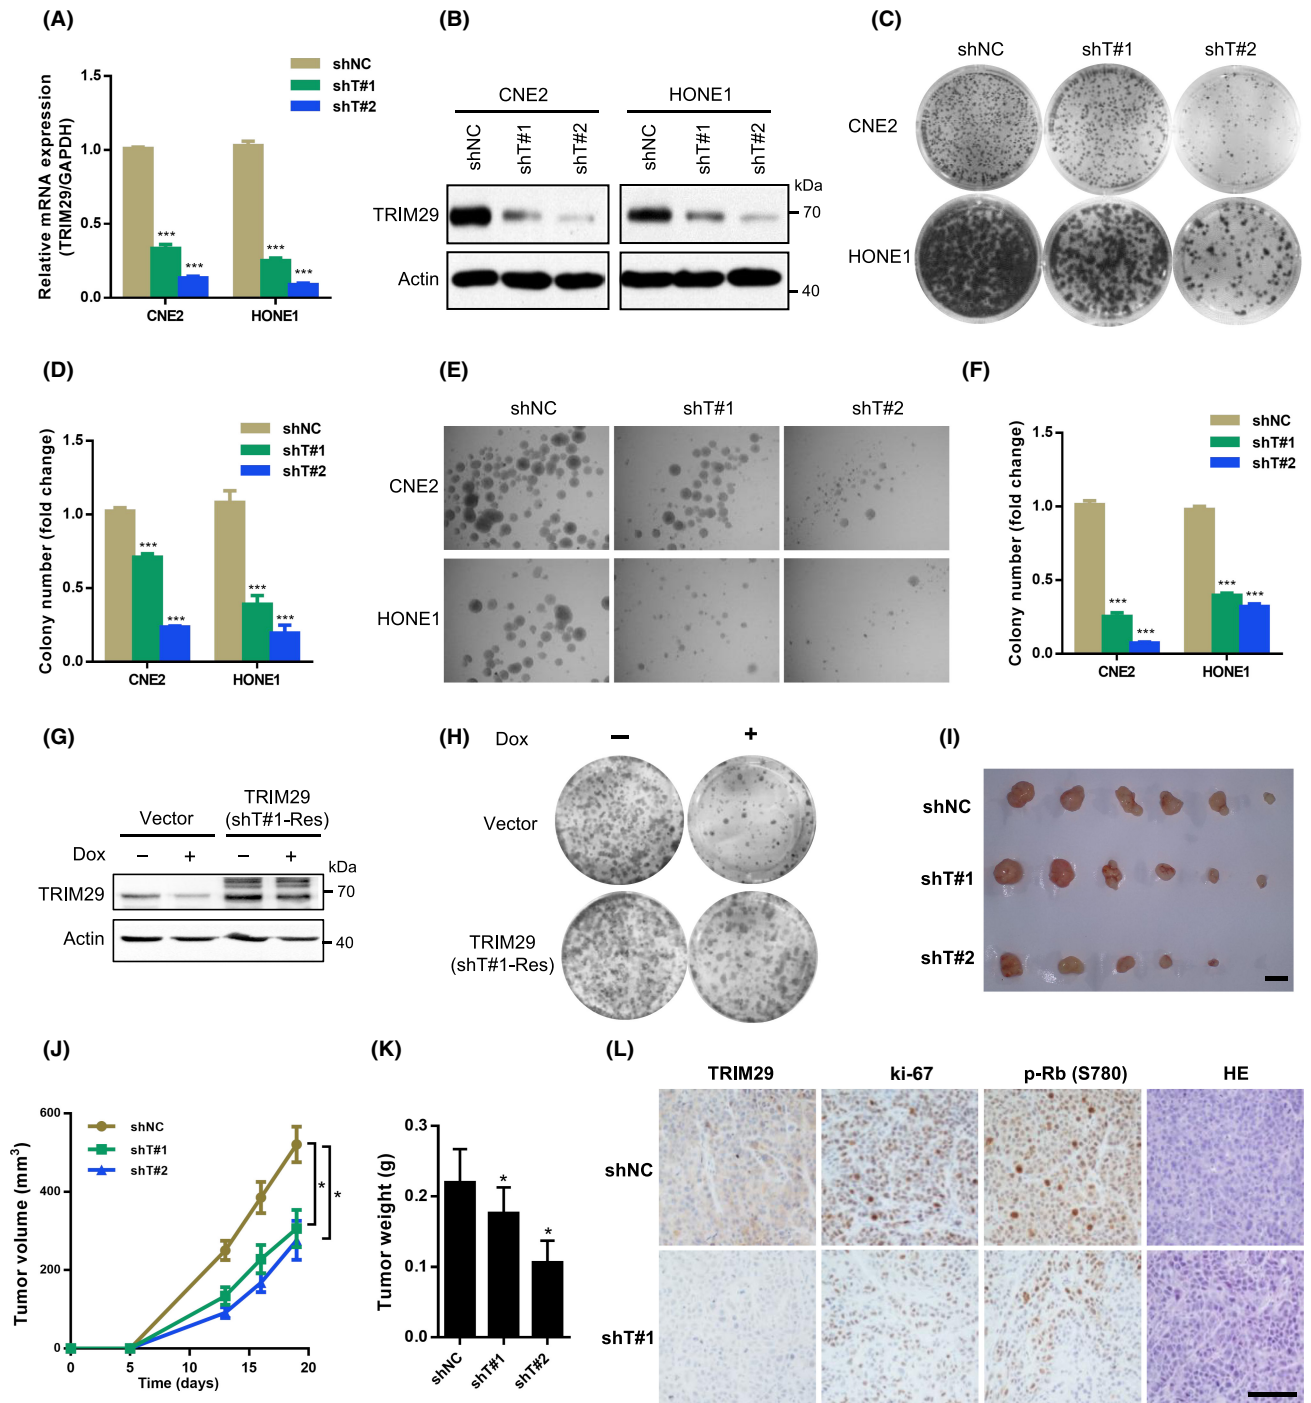 (A)
Relative mRNA expression
(TRIM29/GAPDH)
1.5
1.0
0.5
0.0
shNC
shT#1
shT#2
***
***
***
***
CNE2
HONE1
(B)
CNE2
HONE1
shNC
shT#1
shT#2
shNC
shT#1
shT#2
kDa
TRIM29
70
Actin
40
(C)
shNC
shT#1
shT#2
CNE2
HONE1
(D)
Colony number (fold change)
1.5
1.0
0.5
0.0
shNC
shT#1
shT#2
***
***
***
***
CNE2
HONE1
(E)
shNC
shT#1
shT#2
CNE2
HONE1
(F)
Colony number (fold change)
1.5
1.0
0.5
0.0
shNC
shT#1
shT#2
***
***
***
***
CNE2
HONE1
(G)
TRIM29
Vector
(shT#1-Res)
Dox
–
+
–
+
kDa
TRIM29
70
Actin
40
(H)
Dox
–
+
Vector
TRIM29
(shT#1-Res)
(I)
shNC
shT#1
shT#2
(J)
Tumor volume (mm³)
600
400
200
0
shNC
shT#1
shT#2
*
*
0
5
10
15
20
Time (days)
(K)
Tumor weight (g)
0.3
0.2
0.1
0.0
*
*
shNC
shT#1
shT#2
(L)
TRIM29
ki-67
p-Rb (S780)
HE
shNC
shT#1